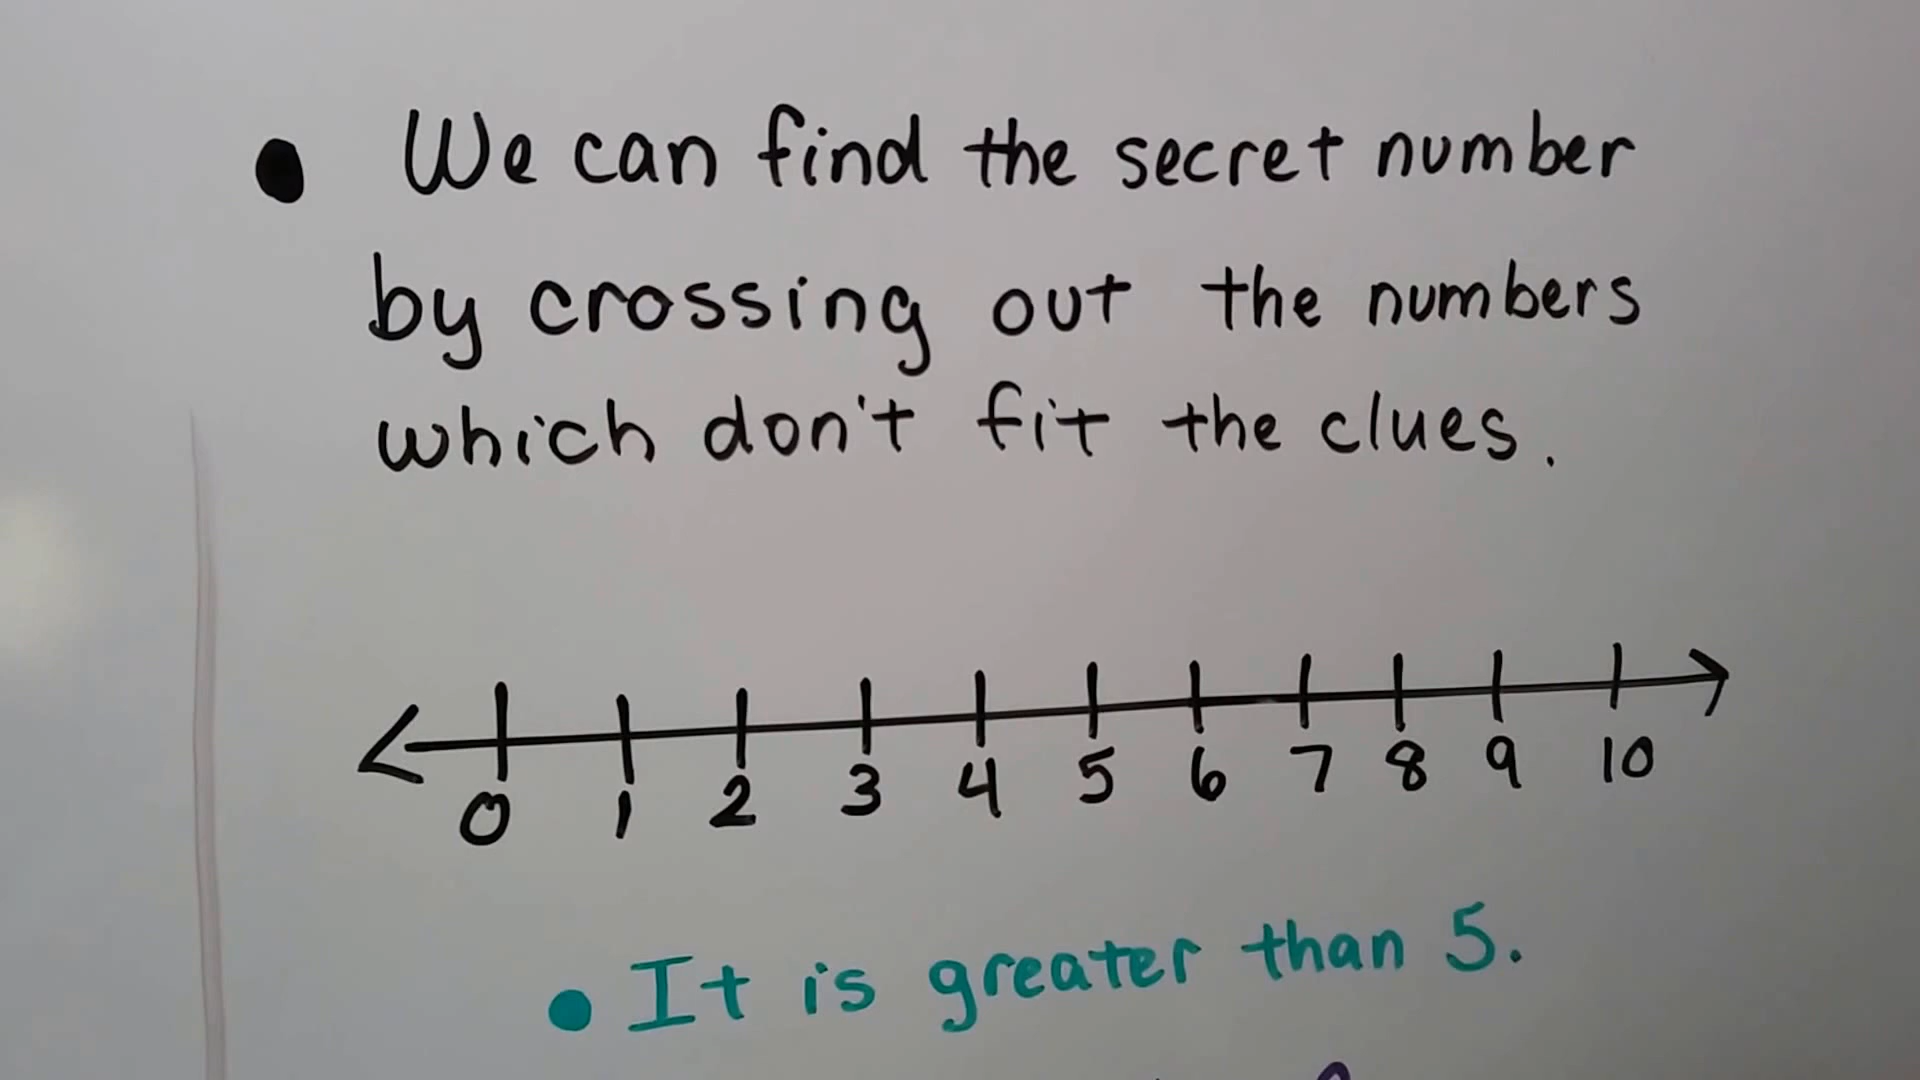 • We can find the secret number
by crossing out the numbers
which don't fit the clues.
0 1 2 3 4 5 6 7 8 9 10
• It is greater than 5.